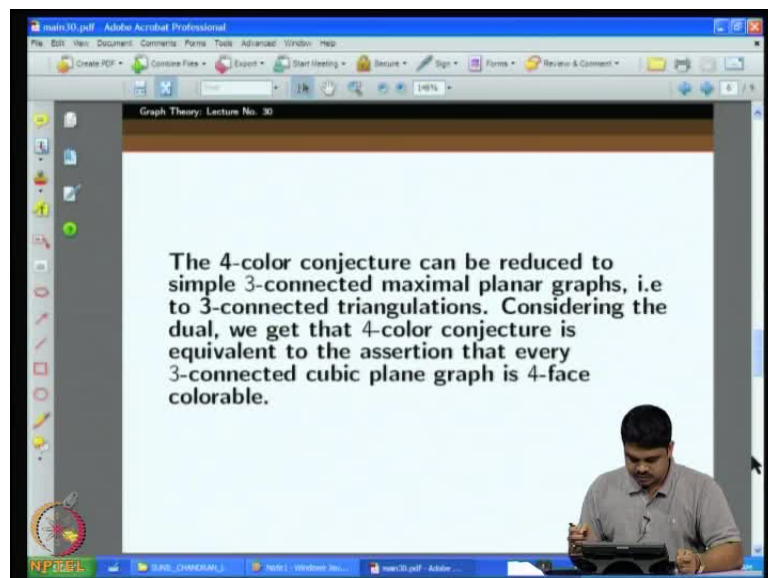 main30.pdf - Adobe Acrobat Professional
File Edit View Document Comments Forms Tools Advanced Window Help
Create PDF Combine Files Export Start Meeting Secure Sign Forms Review & Comment
Graph Theory: Lecture No. 30
The 4-color conjecture can be reduced to
simple 3-connected maximal planar graphs, i.e
to 3-connected triangulations. Considering the
dual, we get that 4-color conjecture is
equivalent to the assertion that every
3-connected cubic plane graph is 4-face
colorable.
NPTEL
main30.pdf - Adobe ...